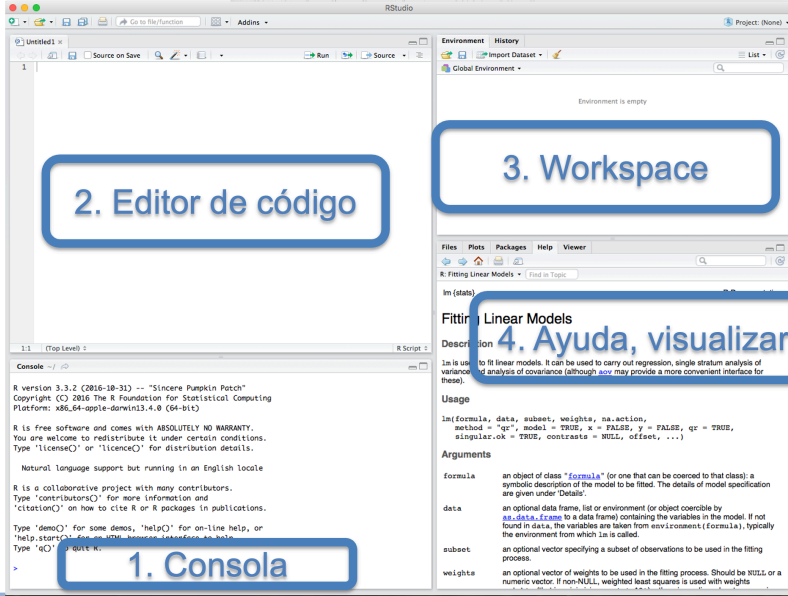 RStudio
Go to file/function
Addins
Project: (None)
Untitled1
Source on Save
Run
Source
1
2. Editor de código
1:1 (Top Level)
R Script
Console ~/
R version 3.3.2 (2016-10-31) -- "Sincere Pumpkin Patch"
Copyright (C) 2016 The R Foundation for Statistical Computing
Platform: x86_64-apple-darwin13.4.0 (64-bit)
R is free software and comes with ABSOLUTELY NO WARRANTY.
You are welcome to redistribute it under certain conditions.
Type 'license()' or 'licence()' for distribution details.
Natural language support but running in an English locale
R is a collaborative project with many contributors.
Type 'contributors()' for more information and
'citation()' on how to cite R or R packages in publications.
Type 'demo()' for some demos, 'help()' for on-line help, or
'help.start()' for an HTML browser interface to help.
Type 'q()' to quit R.
>
1. Consola
Environment History
Import Dataset
List
Global Environment
Environment is empty
3. Workspace
Files Plots Packages Help Viewer
R: Fitting Linear Models
Find in Topic
lm {stats}
Fitting Linear Models
4. Ayuda, visualizar
Description
lm is used to fit linear models. It can be used to carry out regression, single stratum analysis of
variance and analysis of covariance (although aov may provide a more convenient interface for
these).
Usage
lm(formula, data, subset, weights, na.action,
method = "qr", model = TRUE, x = FALSE, y = FALSE, qr = TRUE,
singular.ok = TRUE, contrasts = NULL, offset, ...)
Arguments
formula an object of class "formula" (or one that can be coerced to that class): a
symbolic description of the model to be fitted. The details of model specification
are given under 'Details'.
data an optional data frame, list or environment (or object coercible by
as.data.frame to a data frame) containing the variables in the model. If not
found in data, the variables are taken from environment(formula), typically
the environment from which lm is called.
subset an optional vector specifying a subset of observations to be used in the fitting
process.
weights an optional vector of weights to be used in the fitting process. Should be NULL or a
numeric vector. If non-NULL, weighted least squares is used with weights